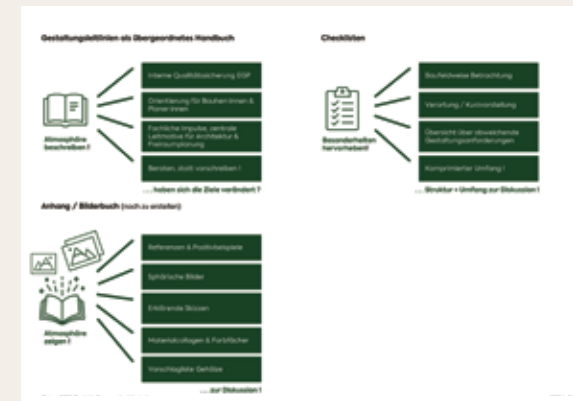 Gestaltungsleitlinien als übergeordnetes Handbuch
Interne Qualitätssicherung EGP
Orientierung für Bauherr:innen &
Planer:innen
Fachliche Impulse, zentrale
Leitmotive für Architektur &
Freiraumplanung
Beraten, statt vorschreiben !
Atmosphäre
beschreiben !
.... haben sich die Ziele verändert ?
Checklisten
Baufeldweise Betrachtung
Verortung / Kurzvorstellung
Übersicht über abweichende
Gestaltungsanforderungen
Komprimierter Umfang !
Besonderheiten
hervorheben!
.... Struktur + Umfang zur Diskussion !
Anhang / Bilderbuch (noch zu erstellen)
Referenzen & Positivbeispiele
Sphärische Bilder
Erklärende Skizzen
Materialcollagen & Farbfächer
Vorschlagliste Gehölze
Atmosphäre
zeigen !
.... zur Diskussion !